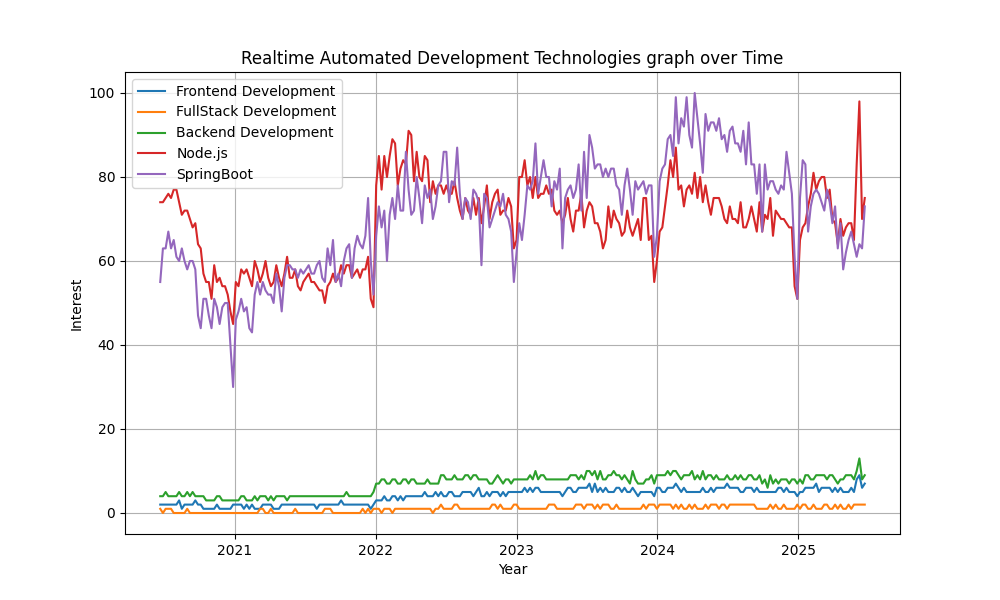 Realtime Automated Development Technologies graph over Time
Frontend Development
FullStack Development
Backend Development
Node.js
SpringBoot
100
80
60
40
20
0
Interest
2021
2022
2023
2024
2025
Year